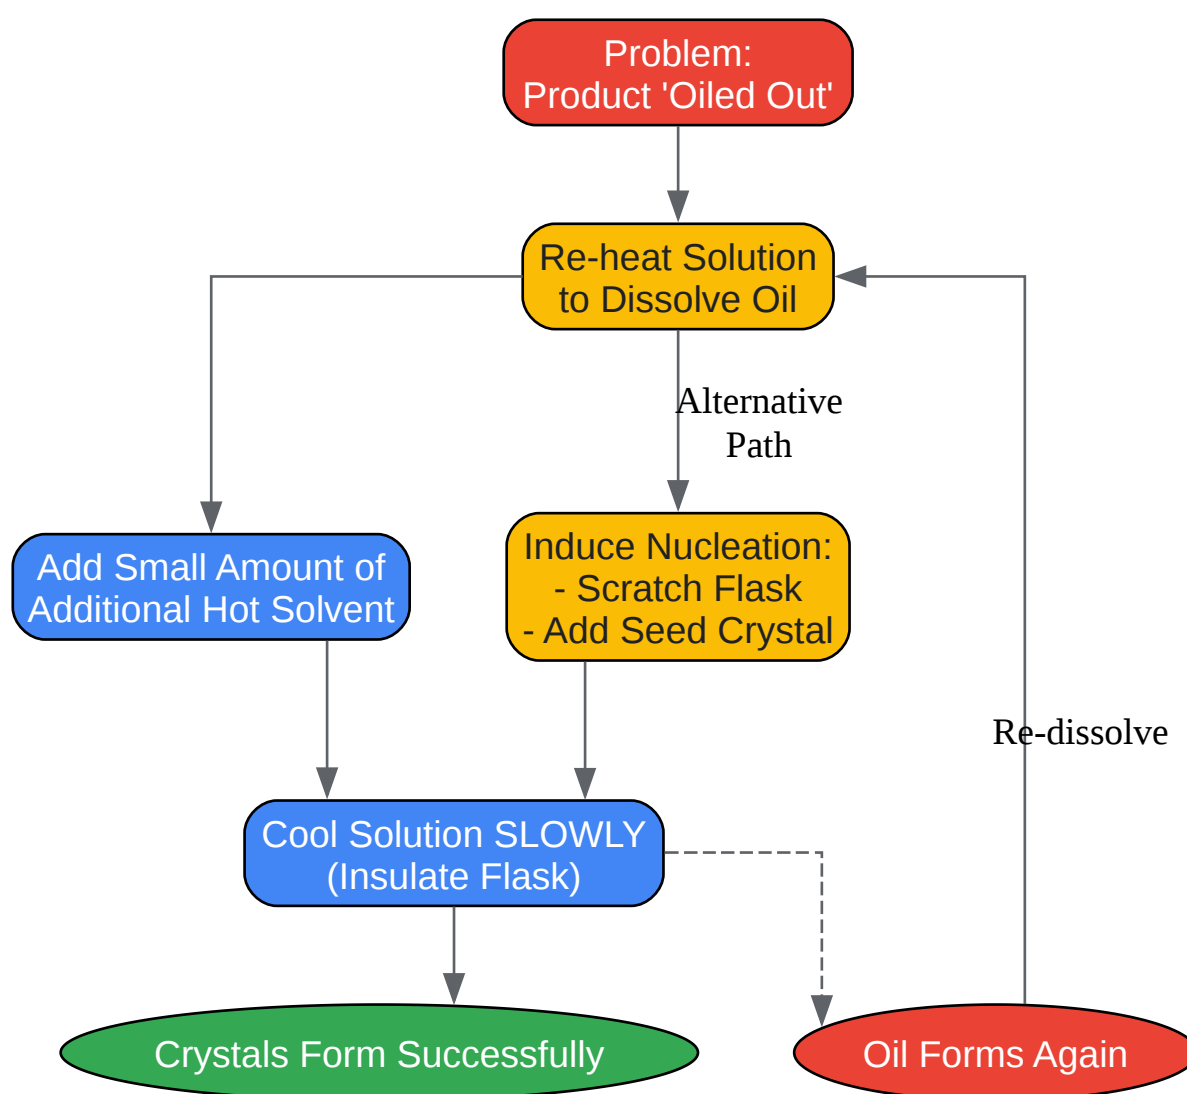 Problem:
Product 'Oiled Out'
Re-heat Solution
to Dissolve Oil
Alternative
Path
Add Small Amount of
Additional Hot Solvent
Induce Nucleation:
- Scratch Flask
- Add Seed Crystal
Re-dissolve
Cool Solution SLOWLY
(Insulate Flask)
Crystals Form Successfully
Oil Forms Again